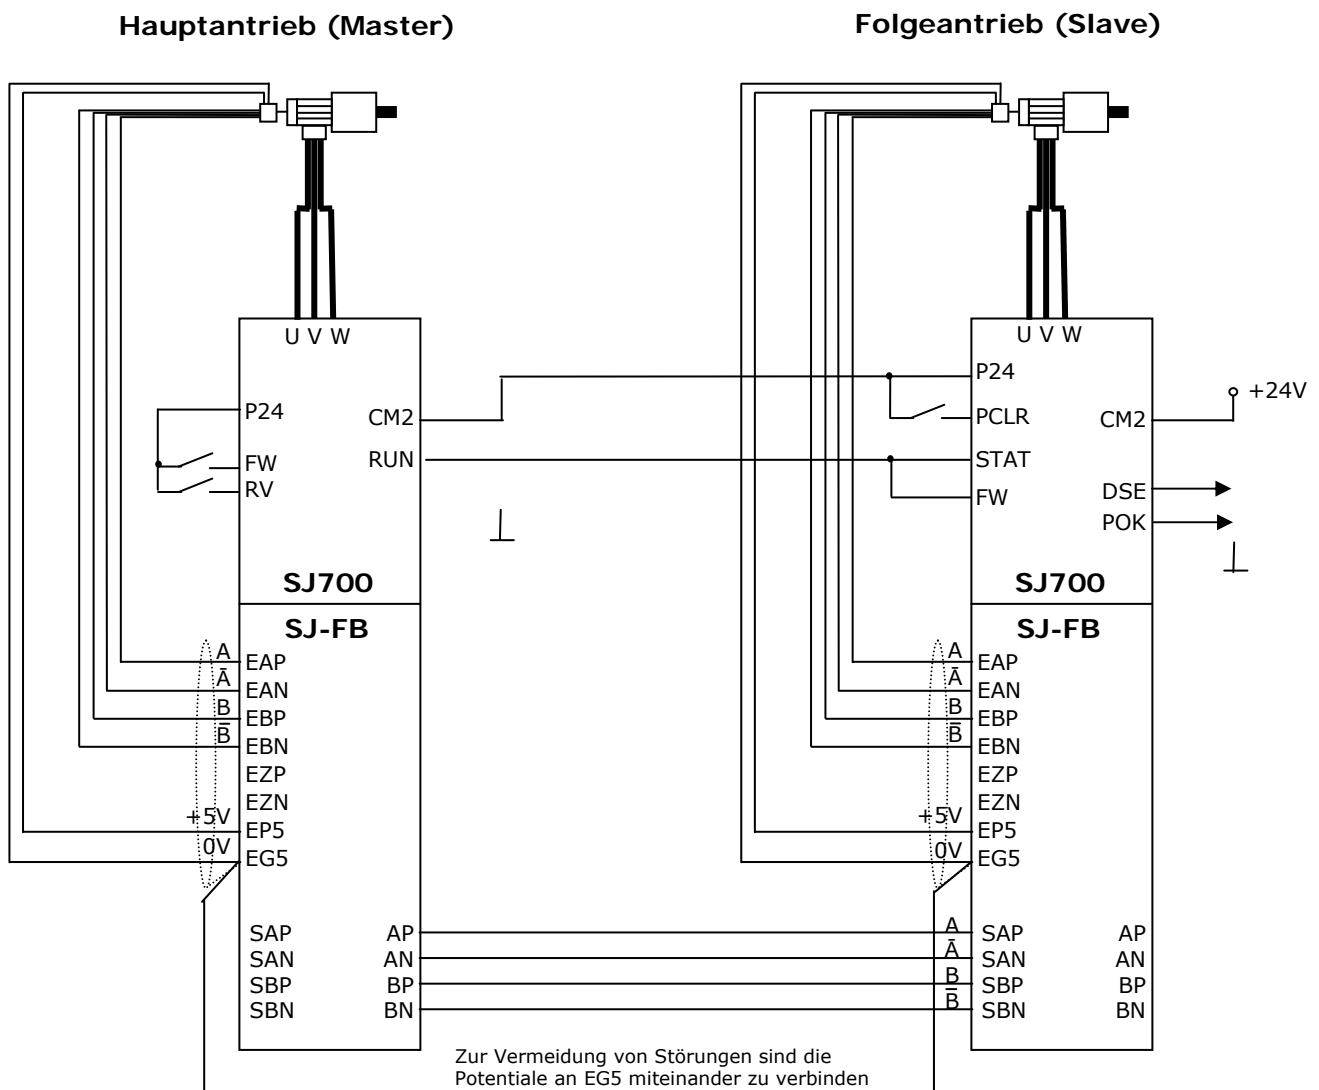 Hauptantrieb (Master)
Folgeantrieb (Slave)
U V W
P24
FW
RV
CM2
RUN
SJ700
SJ-FB
A EAP
Ā EAN
B EBP
B̄ EBN
EZP
EZN
+5V EP5
0V EG5
SAP AP
SAN AN
SBP BP
SBN BN
U V W
P24
PCLR
STAT
FW
CM2
+24V
DSE
POK
SJ700
SJ-FB
A EAP
Ā EAN
B EBP
B̄ EBN
EZP
EZN
+5V EP5
0V EG5
A SAP AP
Ā SAN AN
B SBP BP
B̄ SBN BN
Zur Vermeidung von Störungen sind die
Potentiale an EG5 miteinander zu verbinden